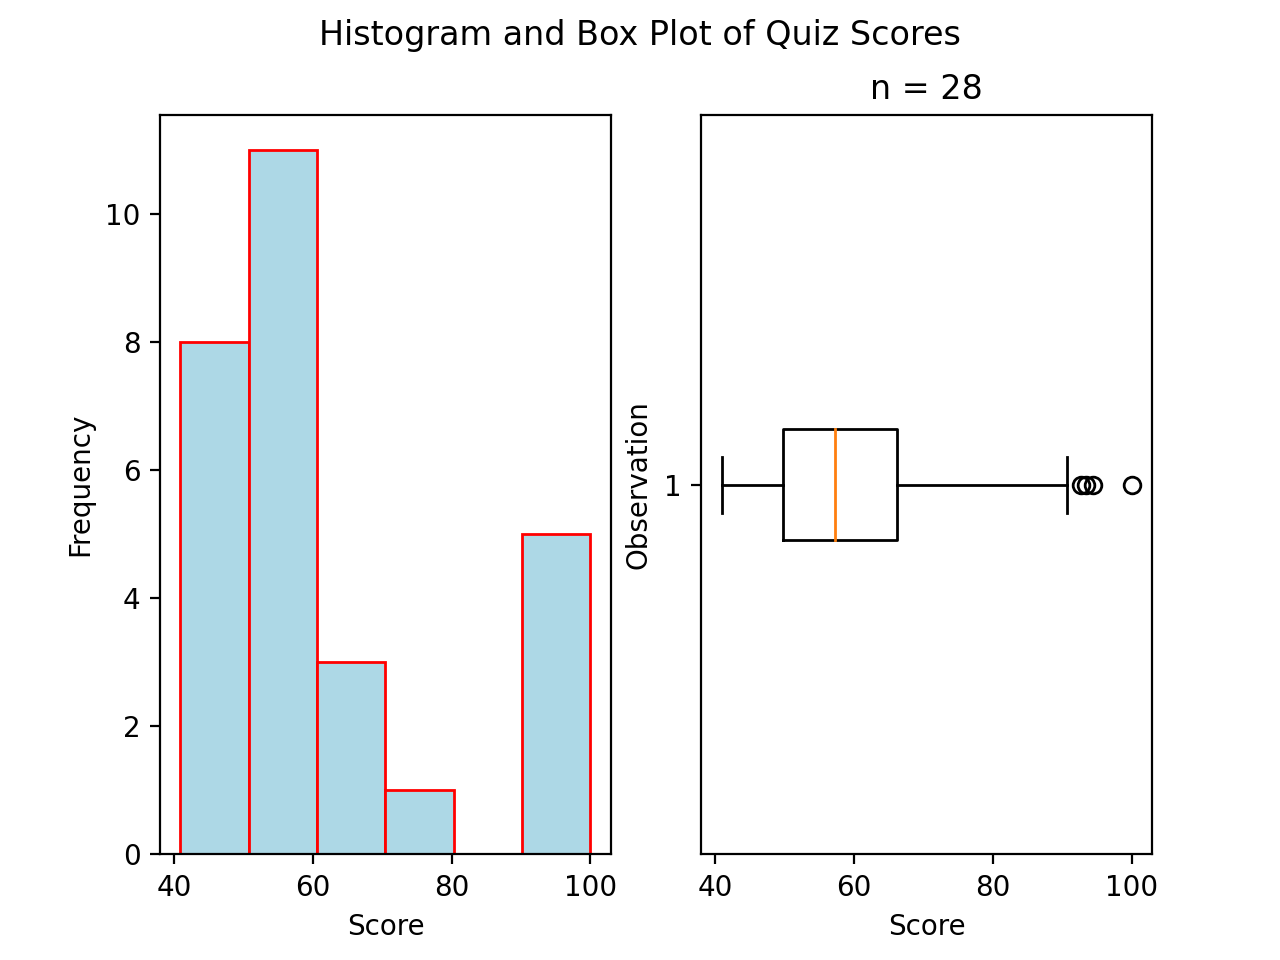 Histogram and Box Plot of Quiz Scores
n = 28
Frequency
10
8
6
4
2
0
40 60 80 100
Score
Observation
1
40 60 80 100
Score